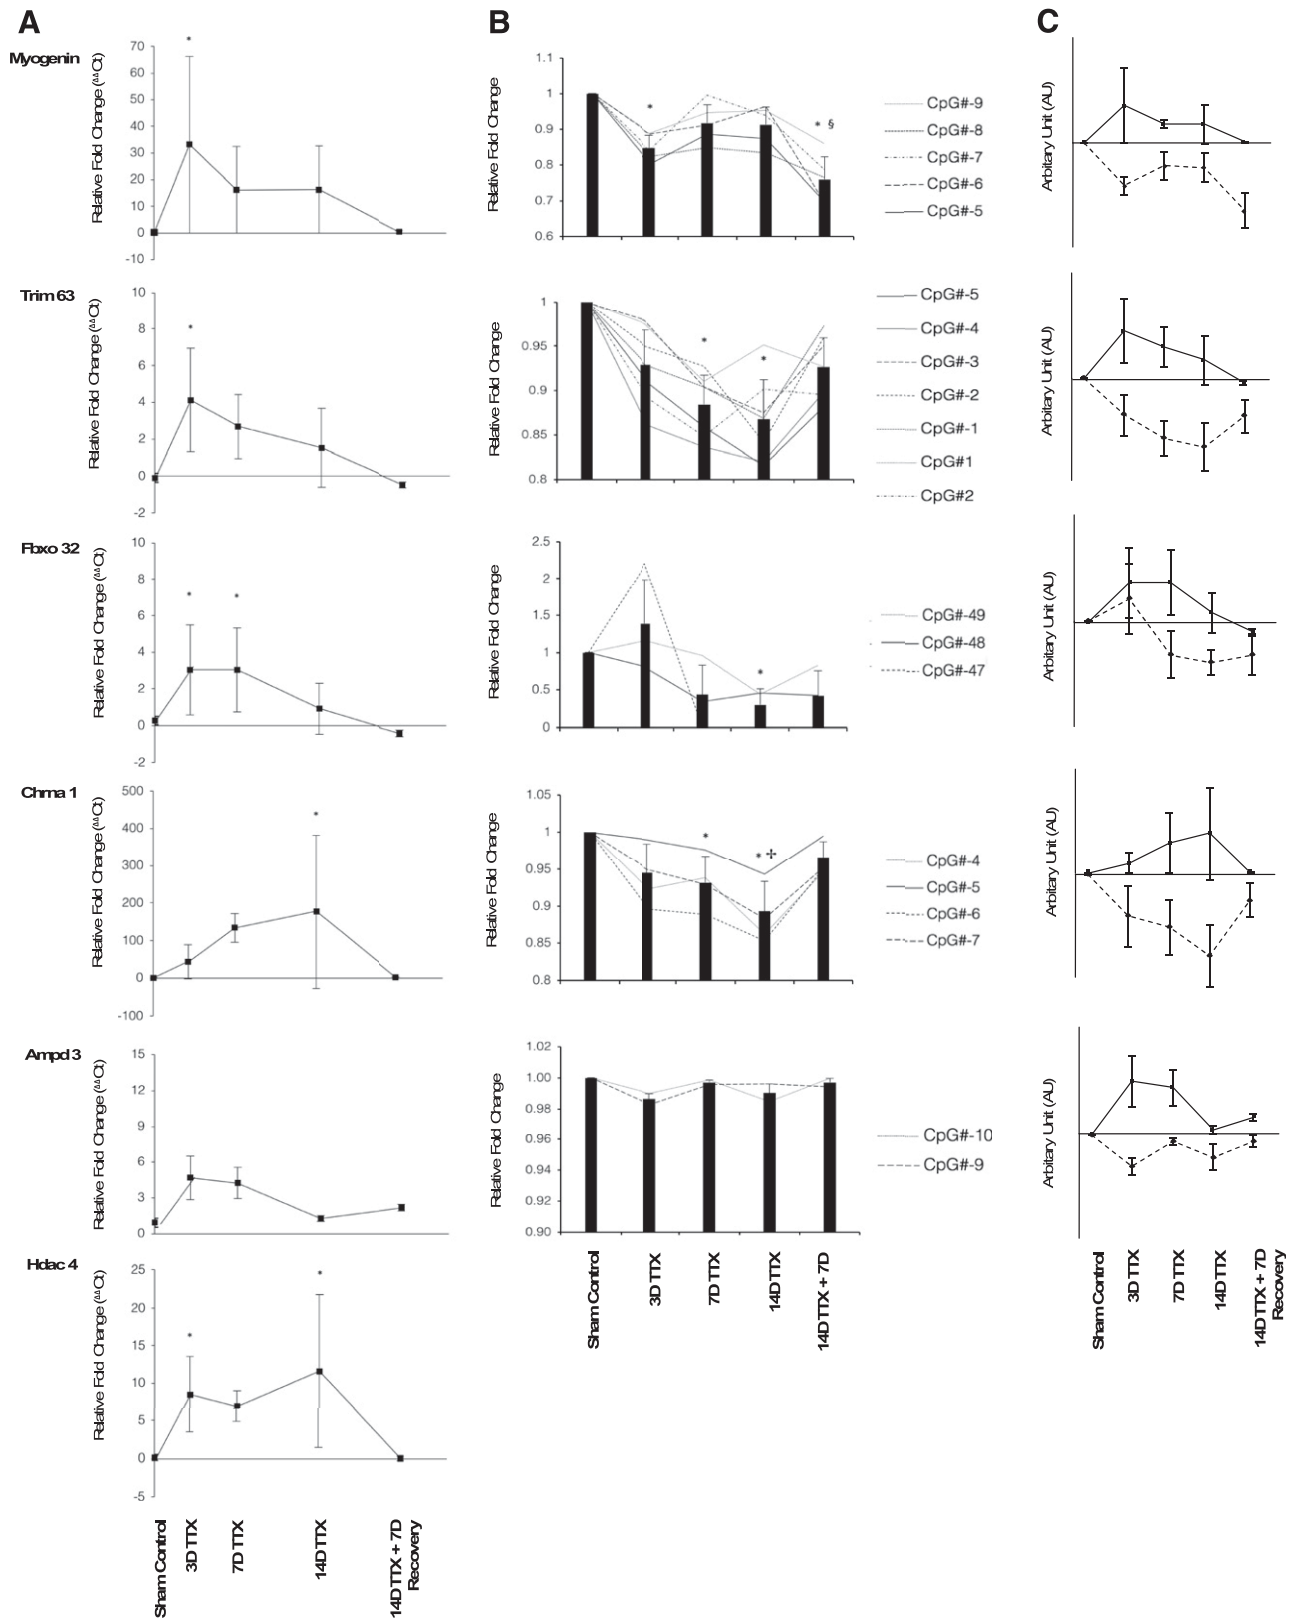 A
B
C
Myogenin
Relative Fold Change (ΔΔCt)
70
60
50
40
30
20
10
0
-10
*
Relative Fold Change
1.1
1
0.9
0.8
0.7
0.6
*
* §
CpG#-9
CpG#-8
CpG#-7
CpG#-6
CpG#-5
Arbitary Unit (AU)
Trim 63
Relative Fold Change (ΔΔCt)
10
8
6
4
2
0
-2
*
Relative Fold Change
1
0.95
0.9
0.85
0.8
*
*
CpG#-5
CpG#-4
CpG#-3
CpG#-2
CpG#-1
CpG#1
CpG#2
Arbitary Unit (AU)
Fbxo 32
Relative Fold Change (ΔΔCt)
10
8
6
4
2
0
-2
*
*
Relative Fold Change
2.5
2
1.5
1
0.5
0
*
CpG#-49
CpG#-48
CpG#-47
Arbitary Unit (AU)
Chrna 1
Relative Fold Change (ΔΔCt)
500
400
300
200
100
0
-100
*
Relative Fold Change
1.05
1
0.95
0.9
0.85
0.8
*
* ‡
CpG#-4
CpG#-5
CpG#-6
CpG#-7
Arbitary Unit (AU)
Ampd 3
Relative Fold Change (ΔΔCt)
15
12
9
6
3
0
Relative Fold Change
1.02
1.00
0.98
0.96
0.94
0.92
0.90
CpG#-10
CpG#-9
Arbitary Unit (AU)
Sham Control
3D TTX
7D TTX
14D TTX
14D TTX + 7D
Sham Control
3D TTX
7D TTX
14D TTX
14D TTX + 7D
Recovery
Hdac 4
Relative Fold Change (ΔΔCt)
25
20
15
10
5
0
-5
*
*
Sham Control
3D TTX
7D TTX
14D TTX
14D TTX + 7D
Recovery